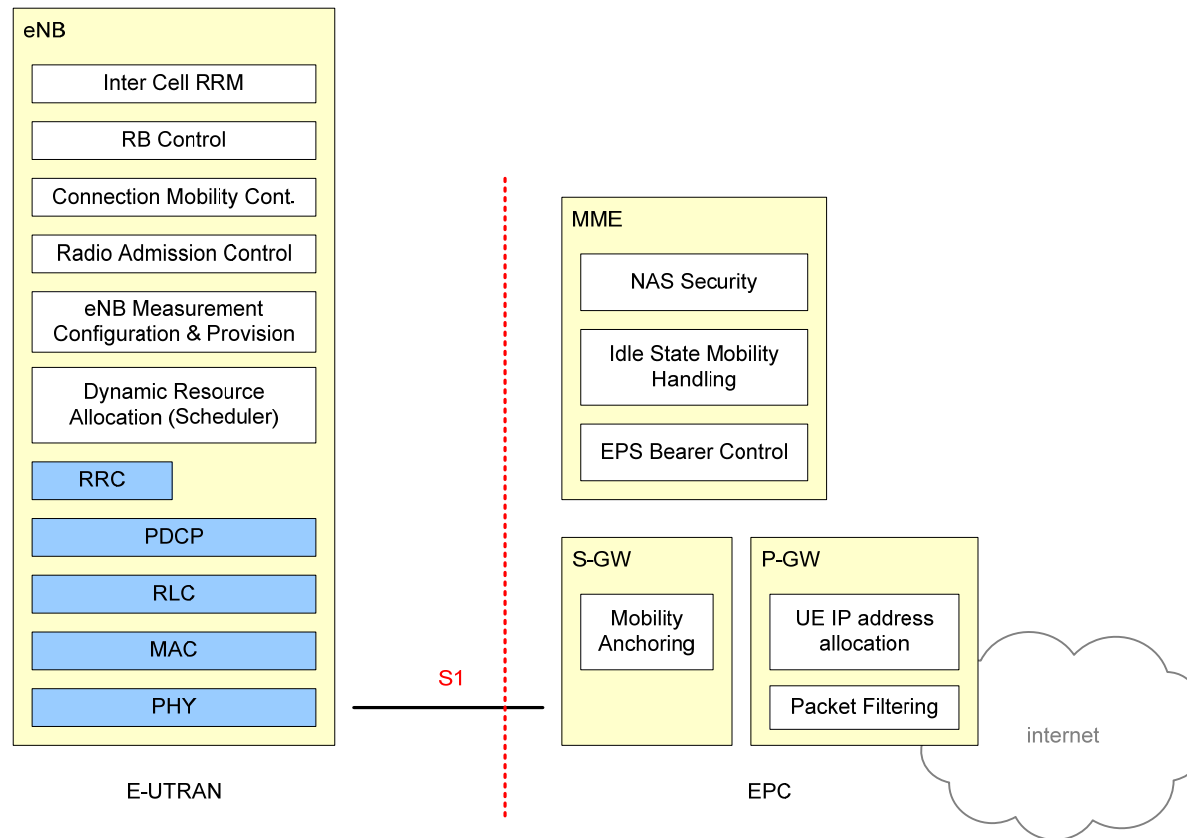 eNB
Inter Cell RRM
RB Control
Connection Mobility Cont.
Radio Admission Control
eNB Measurement
Configuration & Provision
Dynamic Resource
Allocation (Scheduler)
RRC
PDCP
RLC
MAC
PHY
E-UTRAN
S1
MME
NAS Security
Idle State Mobility
Handling
EPS Bearer Control
S-GW
Mobility
Anchoring
P-GW
UE IP address
allocation
Packet Filtering
internet
EPC